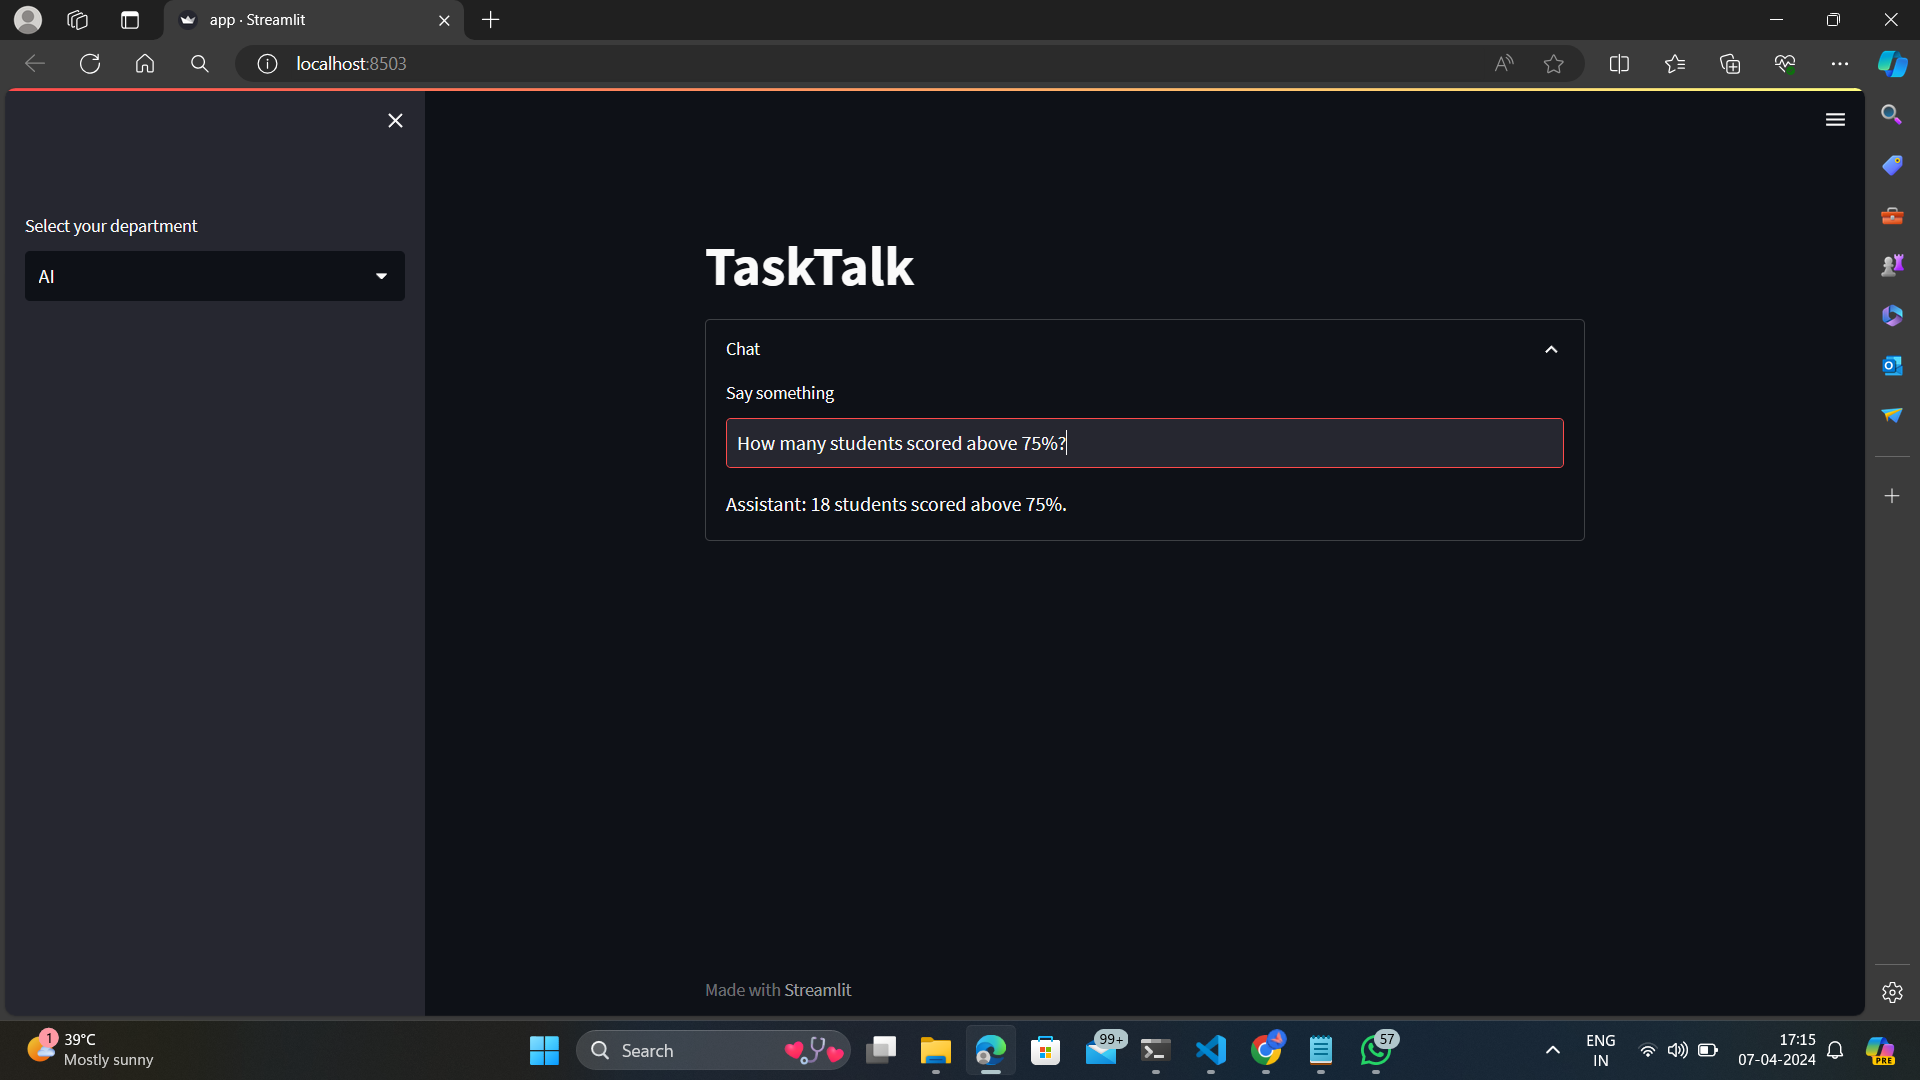 app · Streamlit
localhost:8503
Select your department
AI
TaskTalk
Chat
Say something
How many students scored above 75%?
Assistant: 18 students scored above 75%.
Made with Streamlit
1
39°C
Mostly sunny
Search
99+
57
ENG
IN
17:15
07-04-2024
PRE